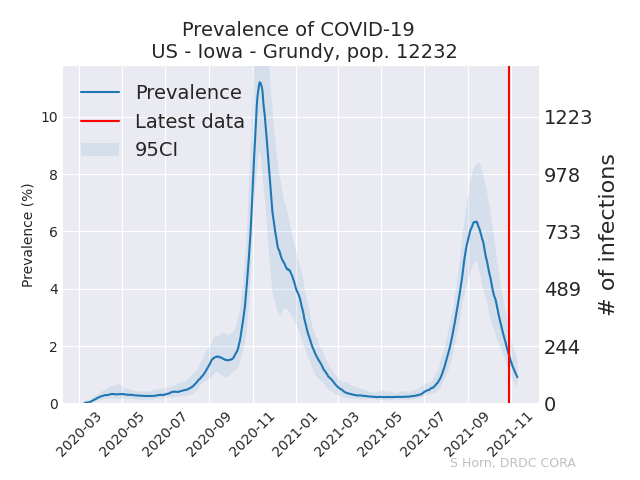 Prevalence of COVID-19
US - Iowa - Grundy, pop. 12232
Prevalence
Latest data
95CI
Prevalence (%)
10
8
6
4
2
0
1223
978
733
489
244
0
# of infections
2020-03
2020-05
2020-07
2020-09
2020-11
2021-01
2021-03
2021-05
2021-07
2021-09
2021-11
S Horn, DRDC CORA